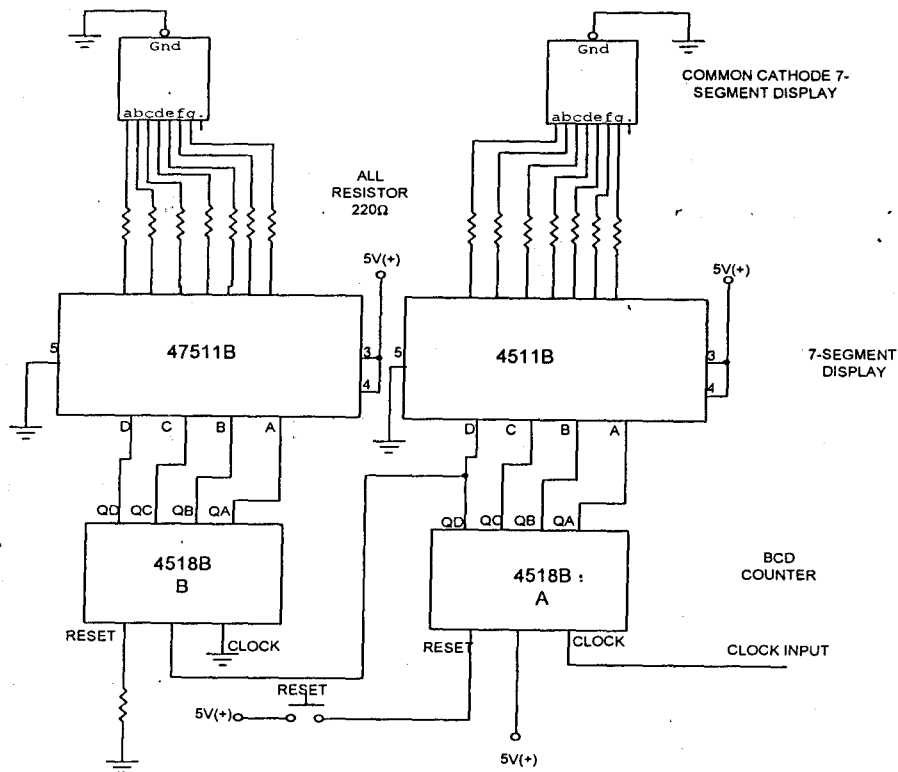 Gnd
Gnd
COMMON CATHODE 7-
SEGMENT DISPLAY
abcdefg.
abcdefg.
ALL
RESISTOR
220Ω
5V(+)
5V(+)
5
47511B
3
4
5
4511B
3
4
7-SEGMENT
DISPLAY
D C B A
D C B A
QD QC QB QA
QD QC QB QA
4518B
B
4518B
A
BCD
COUNTER
RESET
CLOCK
RESET
CLOCK
CLOCK INPUT
RESET
5V(+)
5V(+)